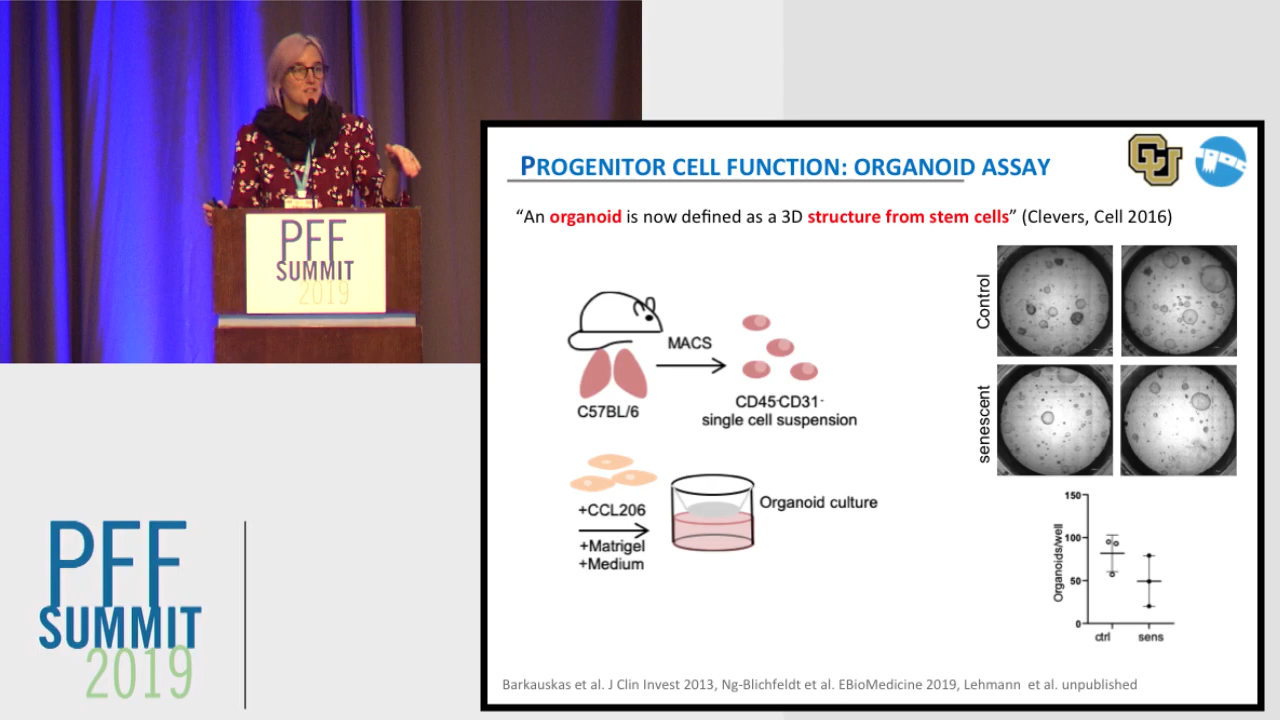 PFF
SUMMIT
2019
PROGENITOR CELL FUNCTION: ORGANOID ASSAY
CU
“An organoid is now defined as a 3D structure from stem cells” (Clevers, Cell 2016)
Control
senescent
MACS
C57BL/6
CD45-CD31-
single cell suspension
+CCL206
+Matrigel
+Medium
Organoid culture
150
100
50
0
Organoids/well
ctrl
sens
Barkauskas et al. J Clin Invest 2013, Ng-Blichfeldt et al. EBioMedicine 2019, Lehmann et al. unpublished
PFF
SUMMIT
2019